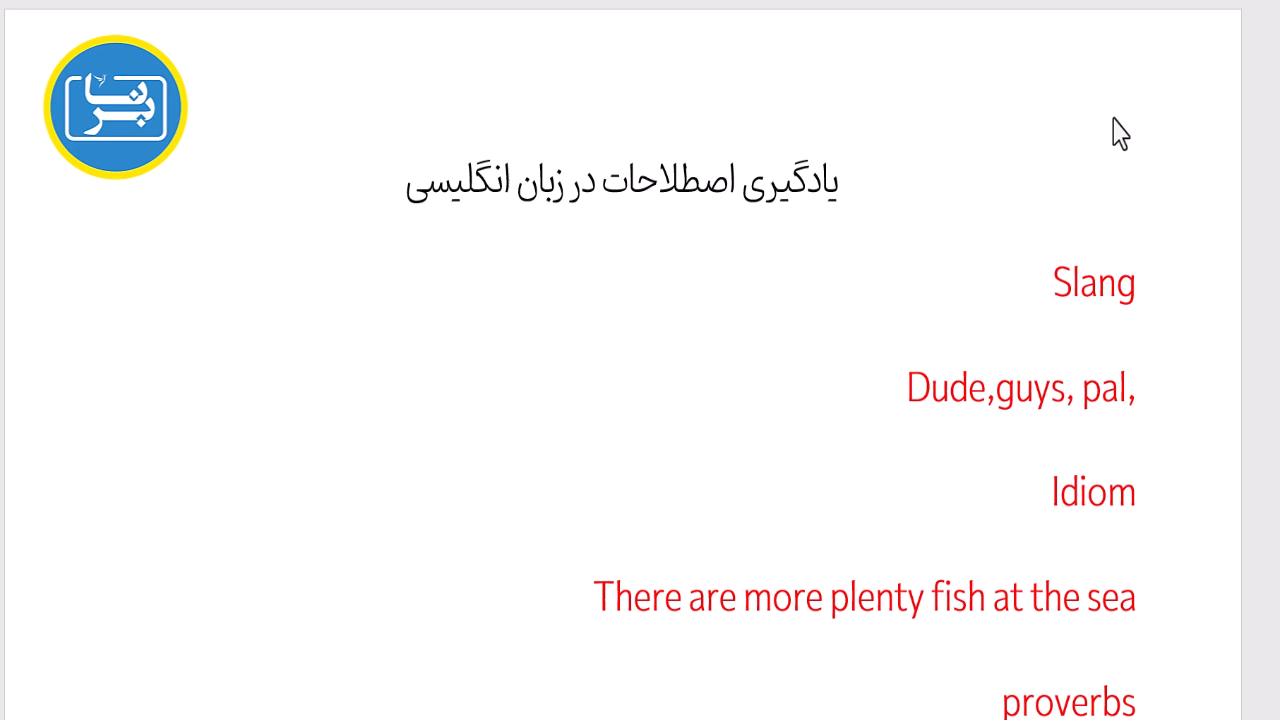 برنا
یادگیری اصطلاحات در زبان انگلیسی
Slang
Dude,guys, pal,
Idiom
There are more plenty fish at the sea
proverbs